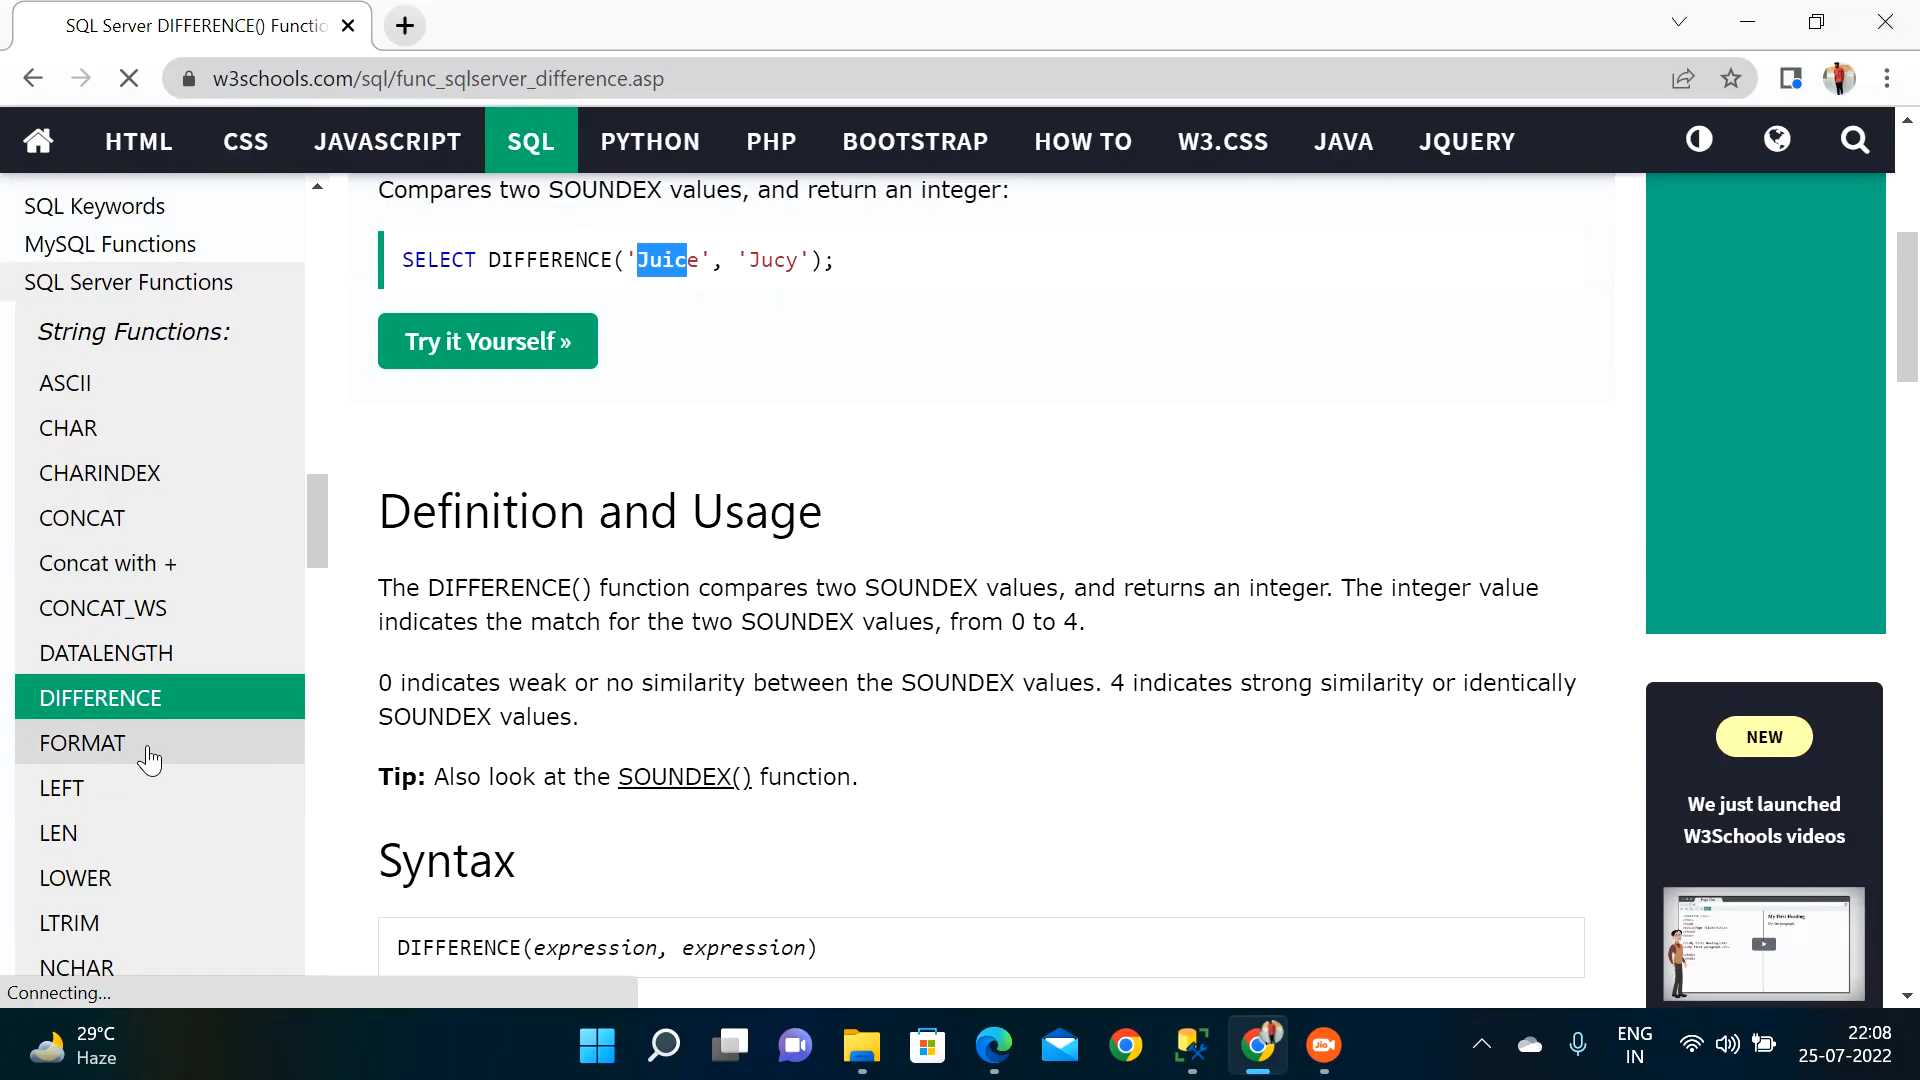 SQL Server DIFFERENCE() Functio
w3schools.com/sql/func_sqlserver_difference.asp
HTML CSS JAVASCRIPT SQL PYTHON PHP BOOTSTRAP HOW TO W3.CSS JAVA JQUERY
SQL Keywords
MySQL Functions
SQL Server Functions
String Functions:
ASCII
CHAR
CHARINDEX
CONCAT
Concat with +
CONCAT_WS
DATALENGTH
DIFFERENCE
FORMAT
LEFT
LEN
LOWER
LTRIM
NCHAR
Connecting...
Compares two SOUNDEX values, and return an integer:
SELECT DIFFERENCE('Juice', 'Jucy');
Try it Yourself »
Definition and Usage
The DIFFERENCE() function compares two SOUNDEX values, and returns an integer. The integer value
indicates the match for the two SOUNDEX values, from 0 to 4.
0 indicates weak or no similarity between the SOUNDEX values. 4 indicates strong similarity or identically
SOUNDEX values.
Tip: Also look at the SOUNDEX() function.
Syntax
DIFFERENCE(expression, expression)
NEW
We just launched
W3Schools videos
29°C
Haze
Jio
ENG
IN
22:08
25-07-2022